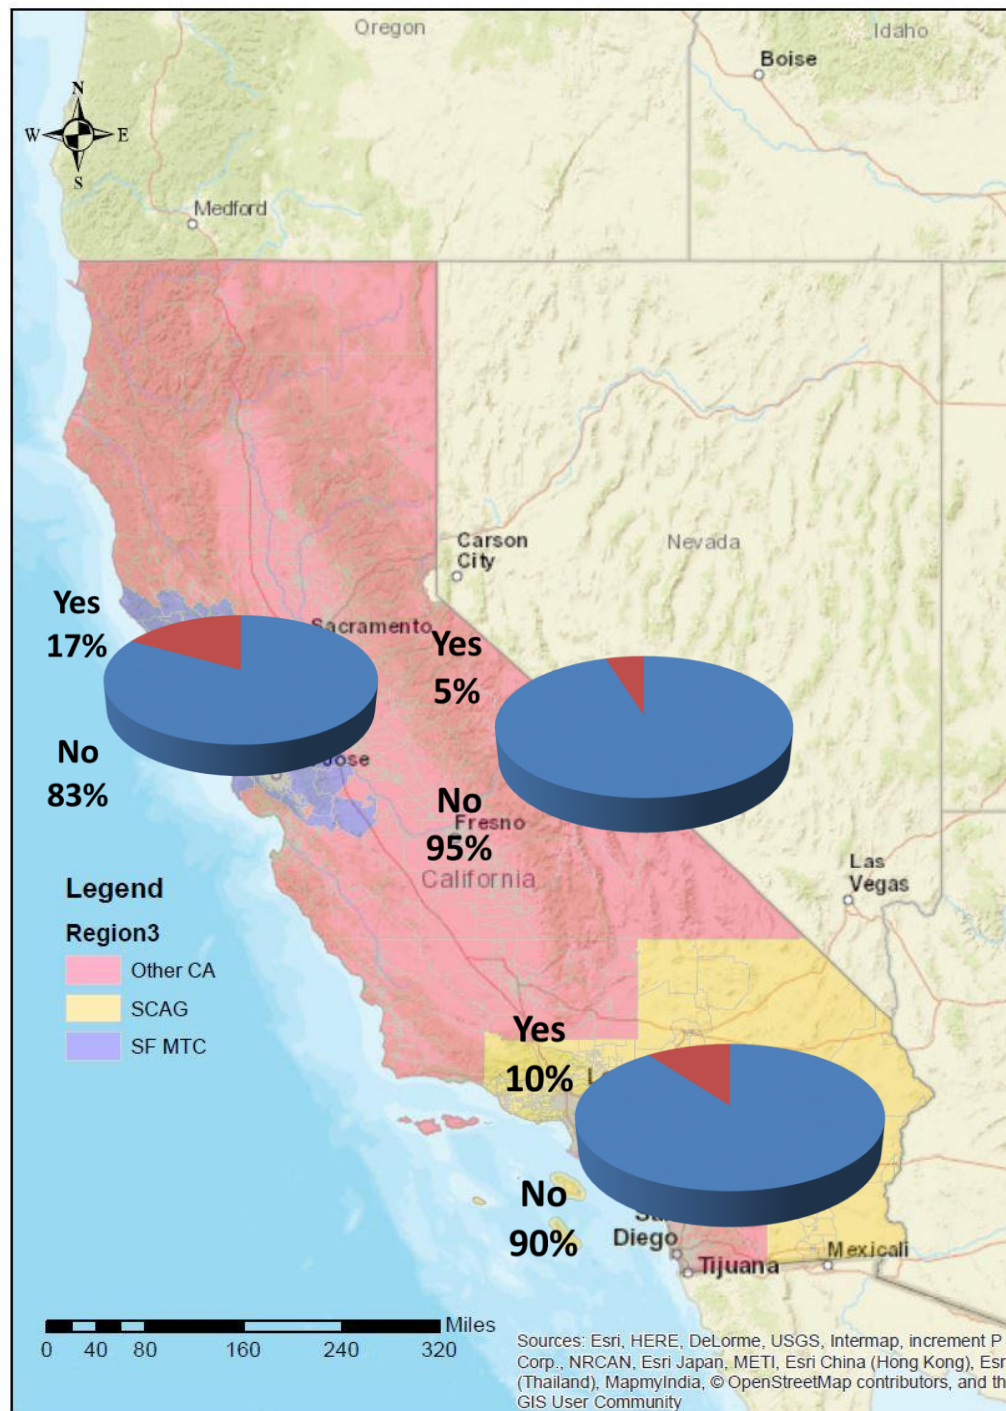 Oregon
Idaho
Boise
N
W
E
S
Medford
Carson
City
Nevada
Yes
17%
Sacramento
Yes
5%
No
83%
Jose
No
95%
Fresno
California
Las
Vegas
Legend
Region3
Other CA
SCAG
SF MTC
Yes
10%
No
90%
Diego
Tijuana
Mexicali
Miles
0 40 80 160 240 320
Sources: Esri, HERE, DeLorme, USGS, Intermap, increment P
Corp., NRCAN, Esri Japan, METI, Esri China (Hong Kong), Esr
(Thailand), MapmyIndia, © OpenStreetMap contributors, and th
GIS User Community